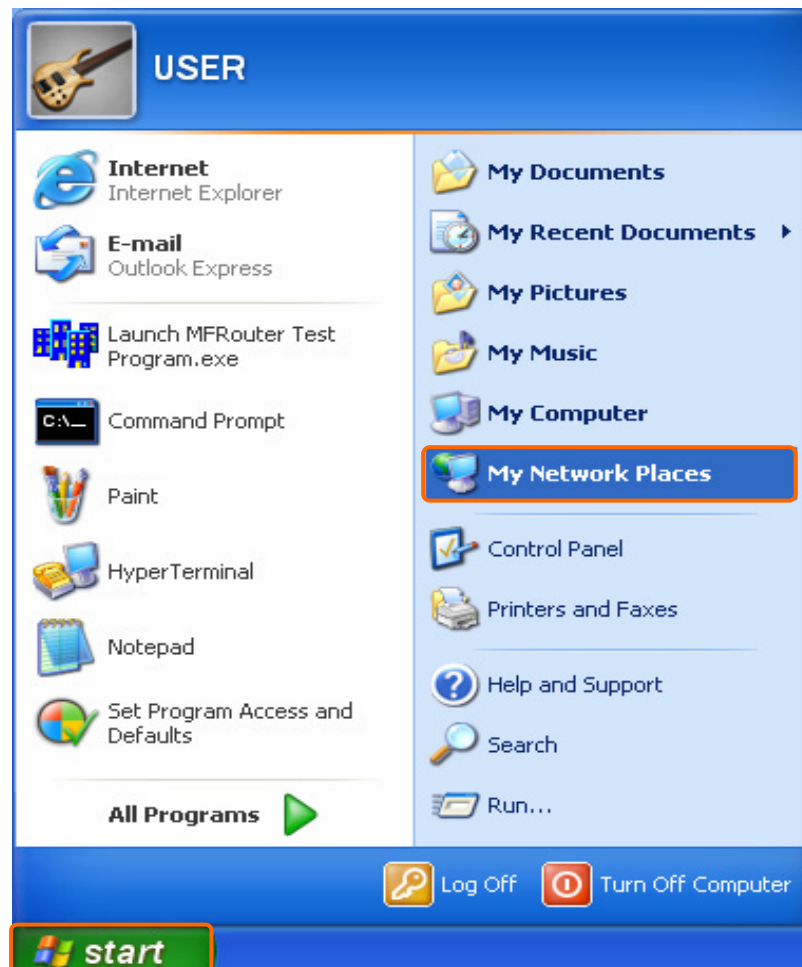 USER
Internet
Internet Explorer
E-mail
Outlook Express
Launch MFRouter Test
Program.exe
C:\_
Command Prompt
Paint
HyperTerminal
Notepad
Set Program Access and
Defaults
All Programs
My Documents
My Recent Documents
My Pictures
My Music
My Computer
My Network Places
Control Panel
Printers and Faxes
Help and Support
Search
Run...
Log Off
Turn Off Computer
start